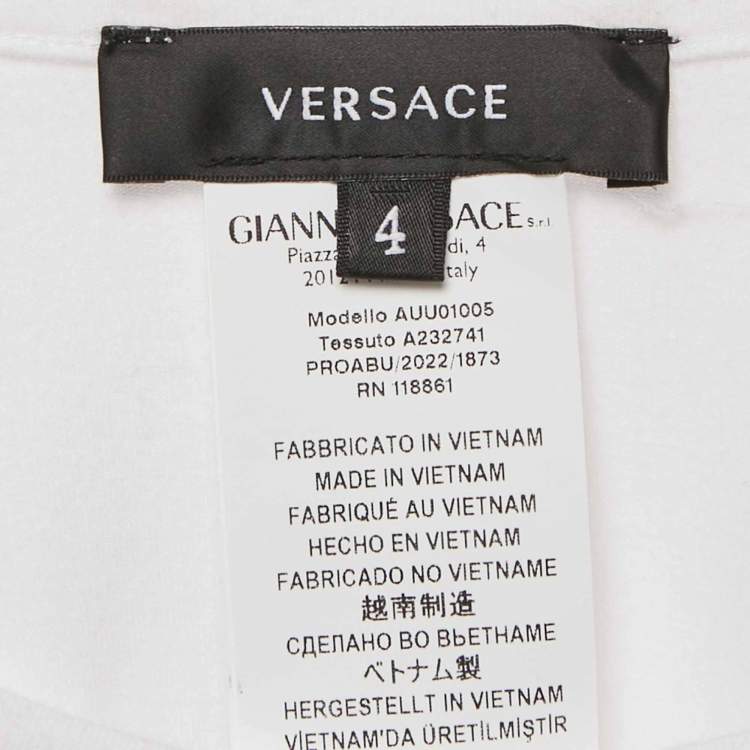 VERSACE
4
GIANN ACE S.r.l.
Piazz di, 4
201 taly
Modello AUU01005
Tessuto A232741
PROABU/2022/1873
RN 118861
FABBRICATO IN VIETNAM
MADE IN VIETNAM
FABRIQUÉ AU VIETNAM
HECHO EN VIETNAM
FABRICADO NO VIETNAME
越南制造
СДЕЛАНО ВО ВЬЕТНАМЕ
ベトナム製
HERGESTELLT IN VIETNAM
VİETNAM'DA ÜRETİLMİŞTİR